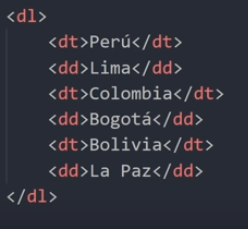 <dl>
<dt>Perú</dt>
<dd>Lima</dd>
<dt>Colombia</dt>
<dd>Bogotá</dd>
<dt>Bolivia</dt>
<dd>La Paz</dd>
</dl>